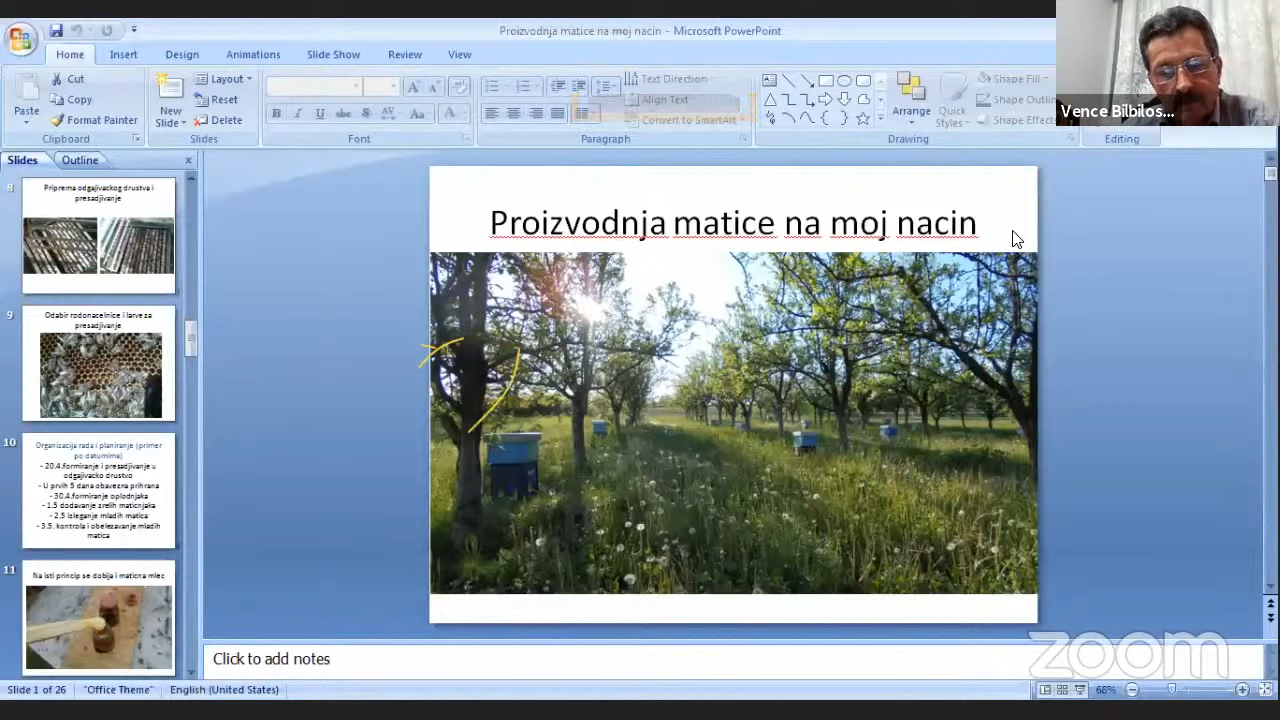 Proizvodnja matice na moj nacin - Microsoft PowerPoint
Home Insert Design Animations Slide Show Review View
Cut
Copy
Format Painter
Paste
Clipboard
New
Slide
Layout
Reset
Delete
Slides
B I U abc S AV Aa A
Font
Text Direction
Align Text
Convert to SmartArt
Paragraph
Arrange
Quick
Styles
Shape Fill
Shape Outline
Shape Effects
Drawing
Editing
Vence Bilbilos...
Slides Outline
8
Priprema odgajivackog drustva i
presadjivanje
9
Odabir rodonacelnice i larve za
presadjivanje
10
Organizacija rada i planiranje (primer
po datumima)
- 20.4.formiranje i presadjivanje u
odgajivacko drustvo
- U prvih 5 dana obavezna prihrana
- 30.4.formiranje oplodnjaka
- 1.5 dodavanje zrelih maticnjaka
- 2.5 izleganje mladih matica
- 3.5. kontrola i obelezavanje mladih
matica
11
Na isti princip se dobija i maticna mlec
Proizvodnja matice na moj nacin
Click to add notes
zoom
Slide 1 of 26 "Office Theme" English (United States) 68%